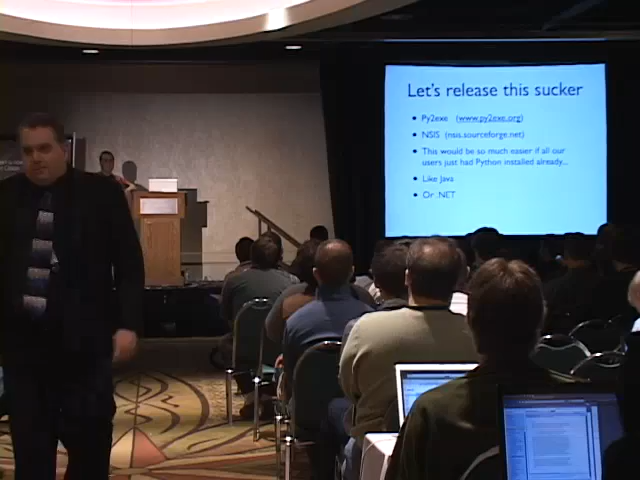 Let's release this sucker
• Py2exe (www.py2exe.org)
• NSIS (nsis.sourceforge.net)
• This would be so much easier if all our
users just had Python installed already...
• Like Java
• Or .NET